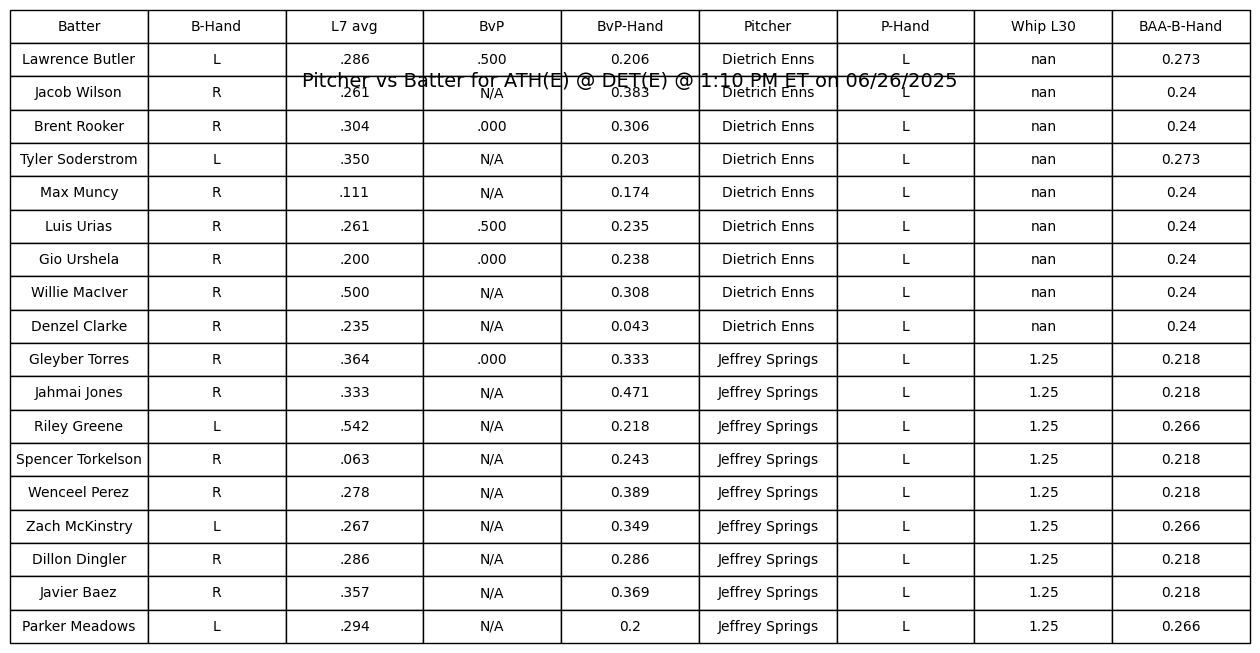 Batter B-Hand L7 avg BvP BvP-Hand Pitcher P-Hand Whip L30 BAA-B-Hand
Lawrence Butler L .286 .500 0.206 Dietrich Enns L nan 0.273
Pitcher vs Batter for ATH(E) @ DET(E) @ 1:10 PM ET on 06/26/2025
Jacob Wilson R .261 N/A 0.383 Dietrich Enns L nan 0.24
Brent Rooker R .304 .000 0.306 Dietrich Enns L nan 0.24
Tyler Soderstrom L .350 N/A 0.203 Dietrich Enns L nan 0.273
Max Muncy R .111 N/A 0.174 Dietrich Enns L nan 0.24
Luis Urias R .261 .500 0.235 Dietrich Enns L nan 0.24
Gio Urshela R .200 .000 0.238 Dietrich Enns L nan 0.24
Willie MacIver R .500 N/A 0.308 Dietrich Enns L nan 0.24
Denzel Clarke R .235 N/A 0.043 Dietrich Enns L nan 0.24
Gleyber Torres R .364 .000 0.333 Jeffrey Springs L 1.25 0.218
Jahmai Jones R .333 N/A 0.471 Jeffrey Springs L 1.25 0.218
Riley Greene L .542 N/A 0.218 Jeffrey Springs L 1.25 0.266
Spencer Torkelson R .063 N/A 0.243 Jeffrey Springs L 1.25 0.218
Wenceel Perez R .278 N/A 0.389 Jeffrey Springs L 1.25 0.218
Zach McKinstry L .267 N/A 0.349 Jeffrey Springs L 1.25 0.266
Dillon Dingler R .286 N/A 0.286 Jeffrey Springs L 1.25 0.218
Javier Baez R .357 N/A 0.369 Jeffrey Springs L 1.25 0.218
Parker Meadows L .294 N/A 0.2 Jeffrey Springs L 1.25 0.266